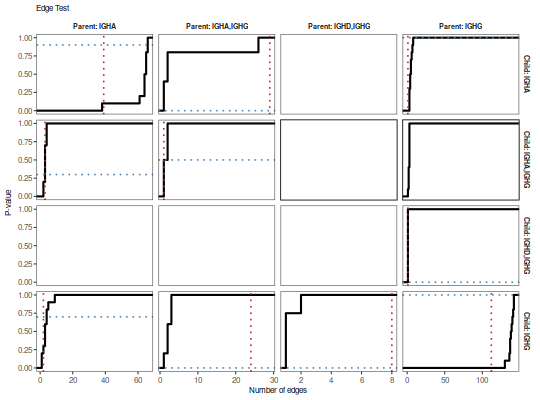 Edge Test
Parent: IGHA Parent: IGHA,IGHG Parent: IGHD,IGHG Parent: IGHG
1.00
0.75
0.50
0.25
0.00
Child: IGHA
1.00
0.75
0.50
0.25
0.00
Child: IGHA,IGHG
1.00
0.75
0.50
0.25
0.00
Child: IGHD,IGHG
1.00
0.75
0.50
0.25
0.00
Child: IGHG
P-value
0 20 40 60 0 10 20 30 2 4 6 8 0 50 100
Number of edges